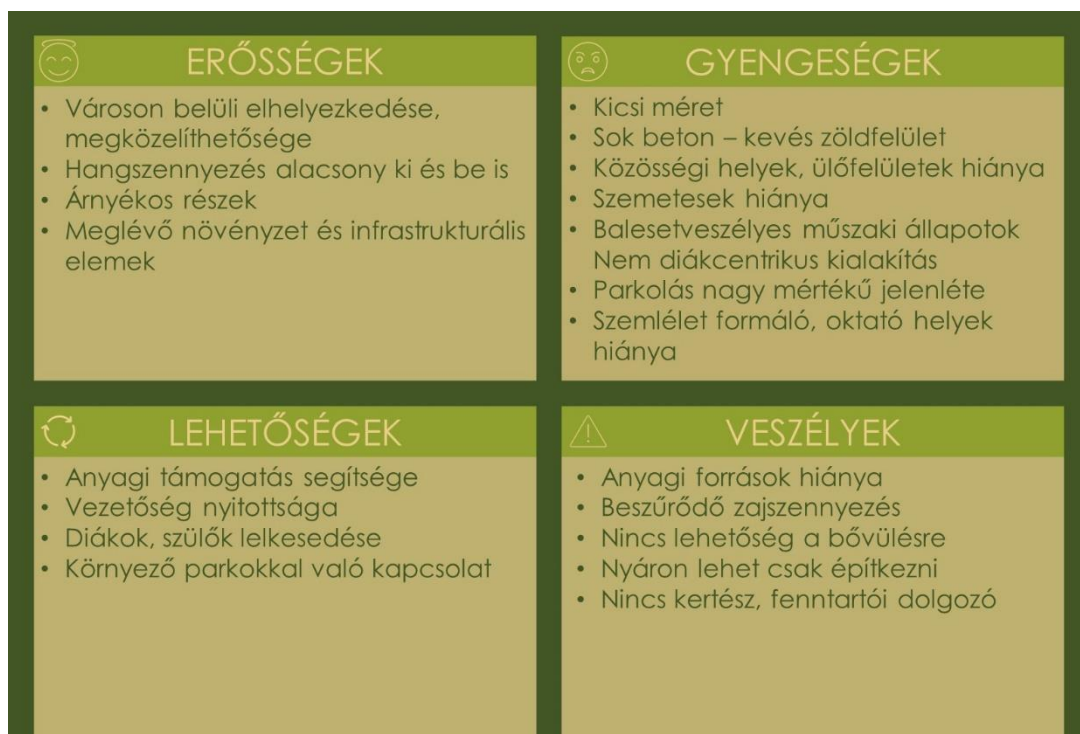 ERŐSSÉGEK
• Városon belüli elhelyezkedése,
megközelíthetősége
• Hangszennyezés alacsony ki és be is
• Árnyékos részek
• Meglévő növényzet és infrastrukturális
elemek
GYENGESÉGEK
• Kicsi méret
• Sok beton – kevés zöldfelület
• Közösségi helyek, ülőfelületek hiánya
• Szemetesek hiánya
• Balesetveszélyes műszaki állapotok
Nem diákcentrikus kialakítás
• Parkolás nagy mértékű jelenléte
• Szemlélet formáló, oktató helyek
hiánya
LEHETŐSÉGEK
• Anyagi támogatás segítsége
• Vezetőség nyitottsága
• Diákok, szülők lelkesedése
• Környező parkokkal való kapcsolat
VESZÉLYEK
• Anyagi források hiánya
• Beszűrődő zajszennyezés
• Nincs lehetőség a bővülésre
• Nyáron lehet csak építkezni
• Nincs kertész, fenntartói dolgozó